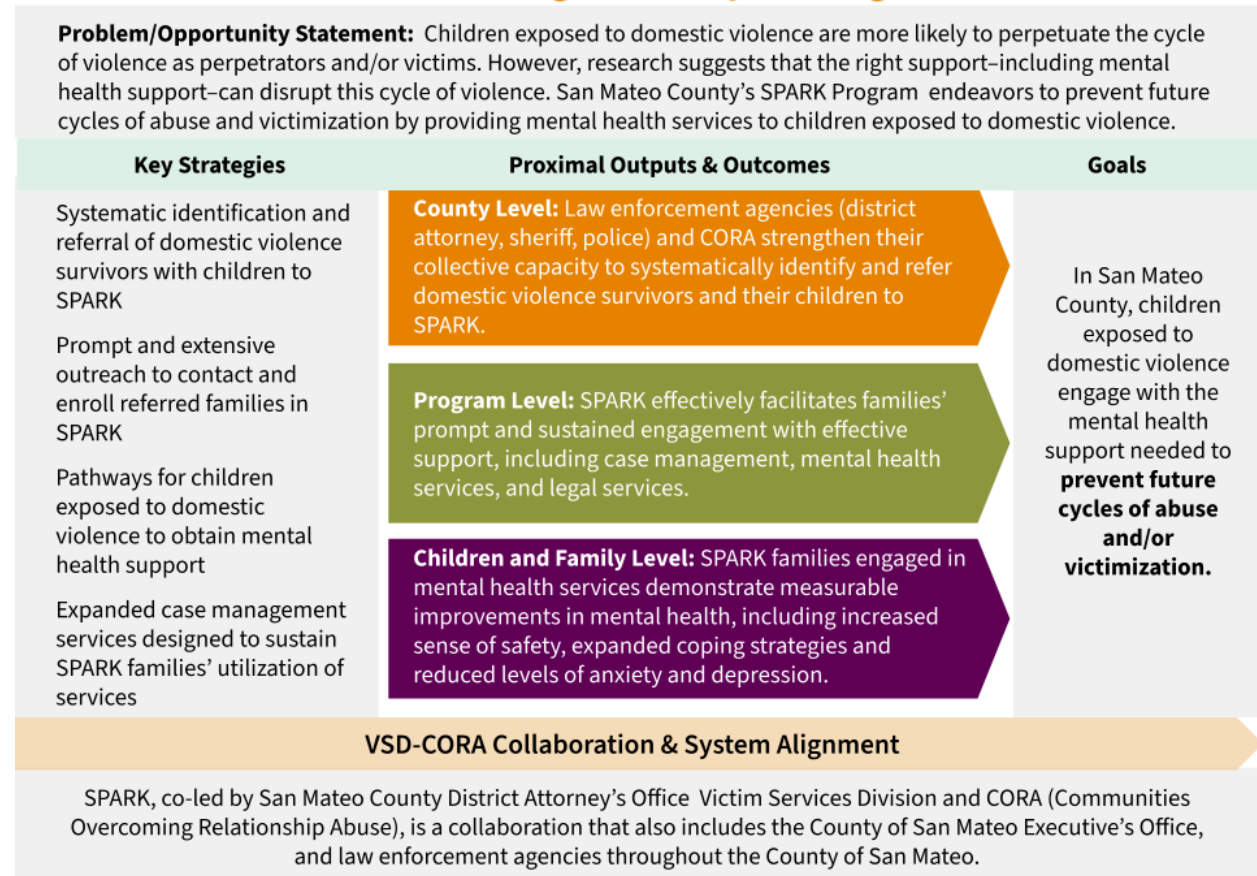 Problem/Opportunity Statement: Children exposed to domestic violence are more likely to perpetuate the cycle
of violence as perpetrators and/or victims. However, research suggests that the right support–including mental
health support–can disrupt this cycle of violence. San Mateo County's SPARK Program endeavors to prevent future
cycles of abuse and victimization by providing mental health services to children exposed to domestic violence.
Key Strategies
Systematic identification and
referral of domestic violence
survivors with children to
SPARK
Prompt and extensive
outreach to contact and
enroll referred families in
SPARK
Pathways for children
exposed to domestic
violence to obtain mental
health support
Expanded case management
services designed to sustain
SPARK families' utilization of
services
Proximal Outputs & Outcomes
County Level: Law enforcement agencies (district
attorney, sheriff, police) and CORA strengthen their
collective capacity to systematically identify and refer
domestic violence survivors and their children to
SPARK.
Program Level: SPARK effectively facilitates families'
prompt and sustained engagement with effective
support, including case management, mental health
services, and legal services.
Children and Family Level: SPARK families engaged in
mental health services demonstrate measurable
improvements in mental health, including increased
sense of safety, expanded coping strategies and
reduced levels of anxiety and depression.
Goals
In San Mateo
County, children
exposed to
domestic violence
engage with the
mental health
support needed to
prevent future
cycles of abuse
and/or
victimization.
VSD-CORA Collaboration & System Alignment
SPARK, co-led by San Mateo County District Attorney's Office Victim Services Division and CORA (Communities
Overcoming Relationship Abuse), is a collaboration that also includes the County of San Mateo Executive's Office,
and law enforcement agencies throughout the County of San Mateo.